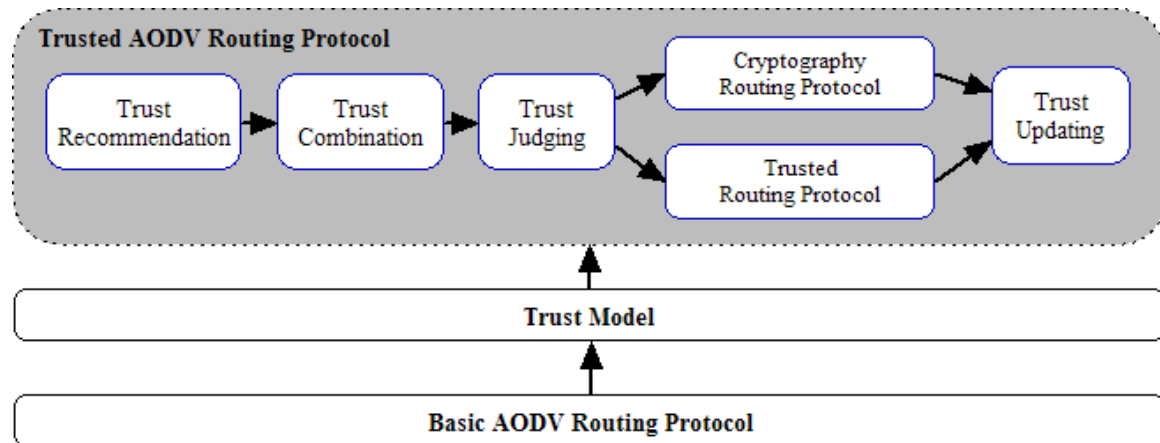 Trusted AODV Routing Protocol
Trust
Recommendation
Trust
Combination
Trust
Judging
Cryptography
Routing Protocol
Trusted
Routing Protocol
Trust
Updating
Trust Model
Basic AODV Routing Protocol